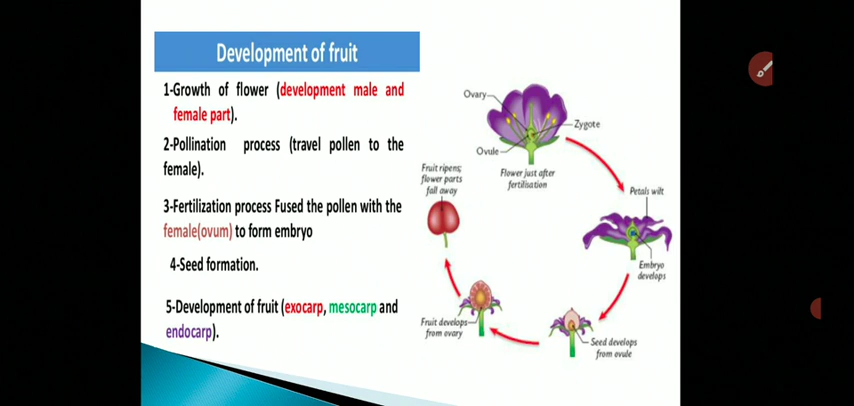 Development of fruit
1-Growth of flower (development male and
female part).
2-Pollination process (travel pollen to the
female).
3-Fertilization process Fused the pollen with the
female(ovum) to form embryo
4-Seed formation.
5-Development of fruit (exocarp, mesocarp and
endocarp).
Ovary
Zygote
Ovule
Flower just after
fertilisation
Petals wilt
Embryo
develops
Seed develops
from ovule
Fruit develops
from ovary
Fruit ripens;
flower parts
fall away